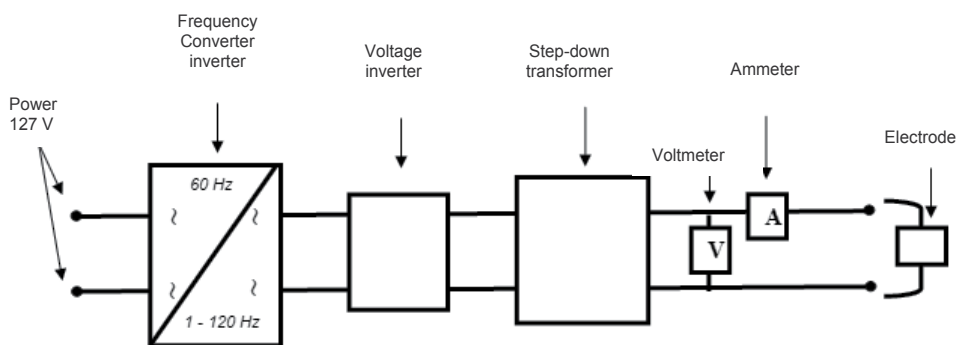 Frequency
Converter
inverter
Voltage
inverter
Step-down
transformer
Ammeter
Power
127 V
Voltmeter
Electrode
60 Hz
~ ~
A
V
~ ~
1 - 120 Hz